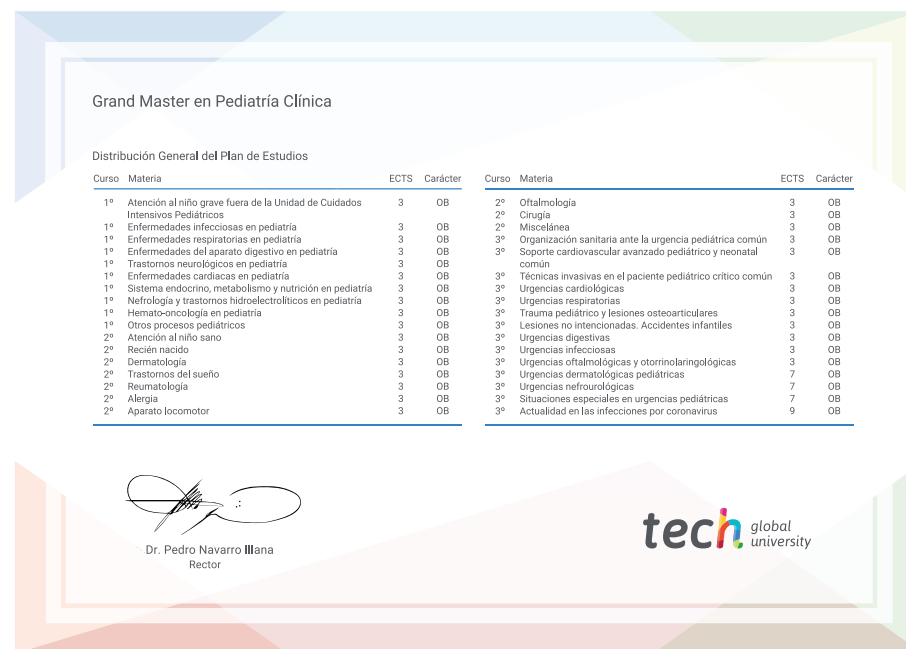 Grand Master en Pediatría Clínica
Distribución General del Plan de Estudios
Curso Materia ECTS Carácter
1º Atención al niño grave fuera de la Unidad de Cuidados 3 OB
Intensivos Pediátricos
1º Enfermedades infecciosas en pediatría 3 OB
1º Enfermedades respiratorias en pediatría 3 OB
1º Enfermedades del aparato digestivo en pediatría 3 OB
1º Trastornos neurológicos en pediatría 3 OB
1º Enfermedades cardiacas en pediatría 3 OB
1º Sistema endocrino, metabolismo y nutrición en pediatría 3 OB
1º Nefrología y trastornos hidroelectrolíticos en pediatría 3 OB
1º Hemato-oncología en pediatría 3 OB
1º Otros procesos pediátricos 3 OB
2º Atención al niño sano 3 OB
2º Recién nacido 3 OB
2º Dermatología 3 OB
2º Trastornos del sueño 3 OB
2º Reumatología 3 OB
2º Alergia 3 OB
2º Aparato locomotor 3 OB
Curso Materia ECTS Carácter
2º Oftalmología 3 OB
2º Cirugía 3 OB
2º Miscelánea 3 OB
3º Organización sanitaria ante la urgencia pediátrica común 3 OB
3º Soporte cardiovascular avanzado pediátrico y neonatal 3 OB
común
3º Técnicas invasivas en el paciente pediátrico crítico común 3 OB
3º Urgencias cardiológicas 3 OB
3º Urgencias respiratorias 3 OB
3º Trauma pediátrico y lesiones osteoarticulares 3 OB
3º Lesiones no intencionadas. Accidentes infantiles 3 OB
3º Urgencias digestivas 3 OB
3º Urgencias infecciosas 3 OB
3º Urgencias oftalmológicas y otorrinolaringológicas 3 OB
3º Urgencias dermatológicas pediátricas 7 OB
3º Urgencias nefrourológicas 7 OB
3º Situaciones especiales en urgencias pediátricas 7 OB
3º Actualidad en las infecciones por coronavirus 9 OB
Dr. Pedro Navarro Illana
Rector
tech global
university